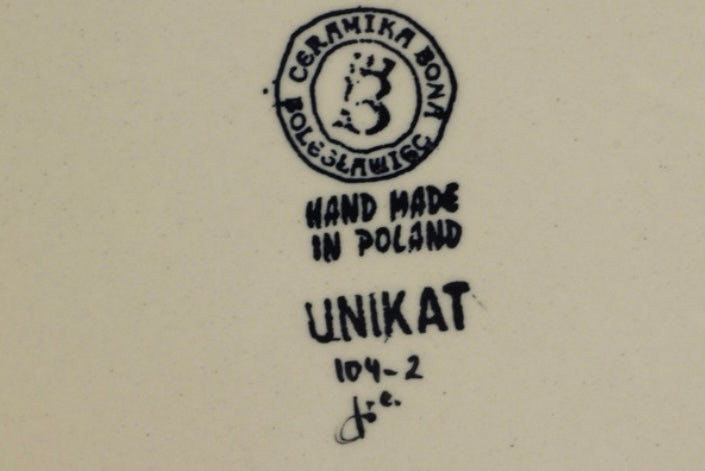 CERAMIKA BONA
BOLESŁAWIEC
B
HAND MADE
IN POLAND
UNIKAT
104-2